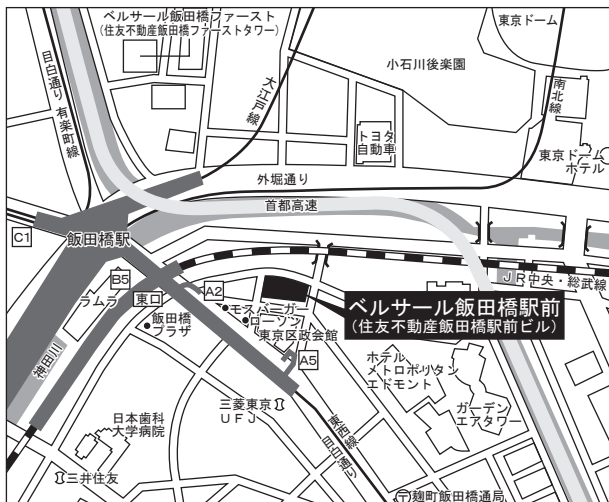 ベルサール飯田橋ファースト
(住友不動産飯田橋ファーストタワー)
東京ドーム
目白通り
有楽町線
大江戸線
小石川後楽園
南北線
トヨタ
自動車
東京ドーム
ホテル
外堀通り
首都高速
C1
飯田橋駅
JR中央・総武線
B5
ラムラ
東口
A2
モスバーガー
ローソン
飯田橋
プラザ
東京区政会館
ベルサール飯田橋駅前
(住友不動産飯田橋駅前ビル)
A5
神田川
ホテル
メトロポリタン
エドモント
ガーデン
エアタワー
日本歯科
大学病院
三菱東京
UFJ
東西線
目白通り
三井住友
麹町飯田橋通局